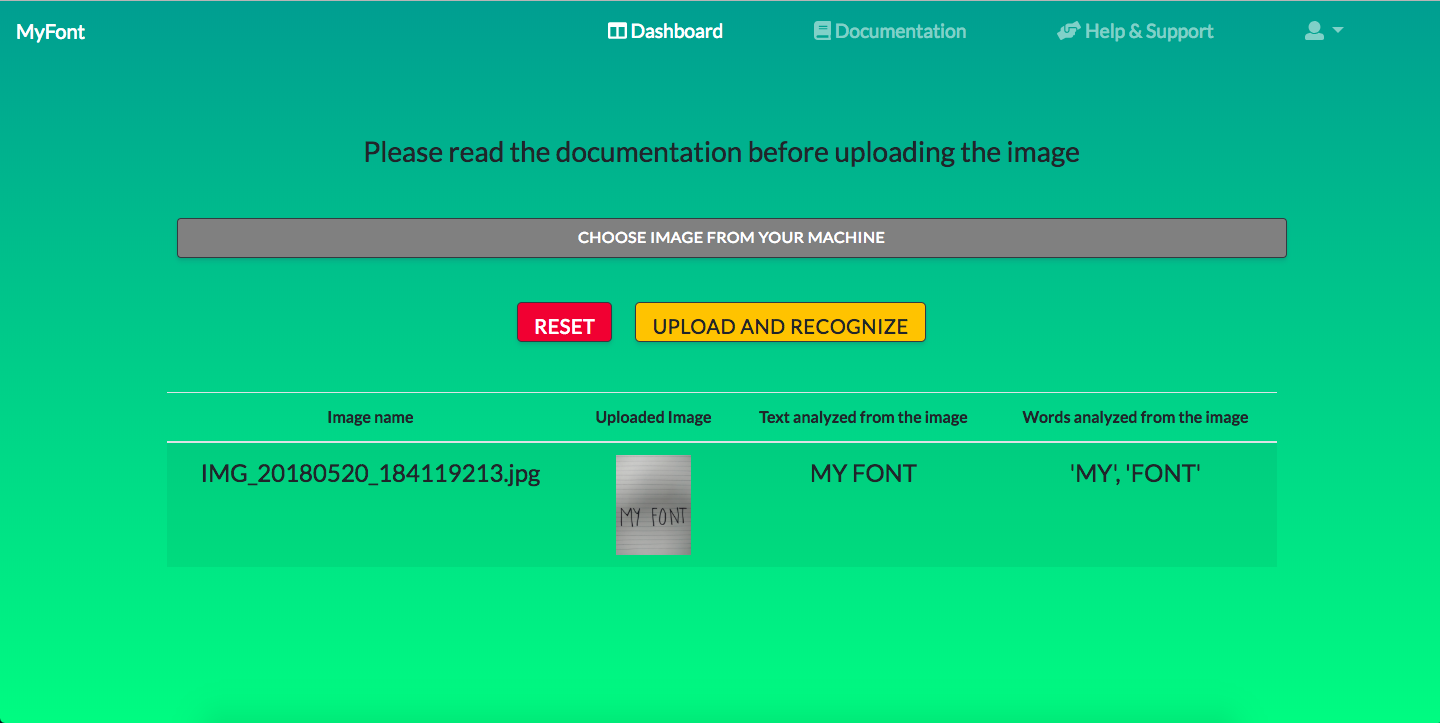 MyFont Dashboard Documentation Help & Support
Please read the documentation before uploading the image
CHOOSE IMAGE FROM YOUR MACHINE
RESET UPLOAD AND RECOGNIZE
Image name Uploaded Image Text analyzed from the image Words analyzed from the image
IMG_20180520_184119213.jpg MY FONT 'MY', 'FONT'
MY FONT